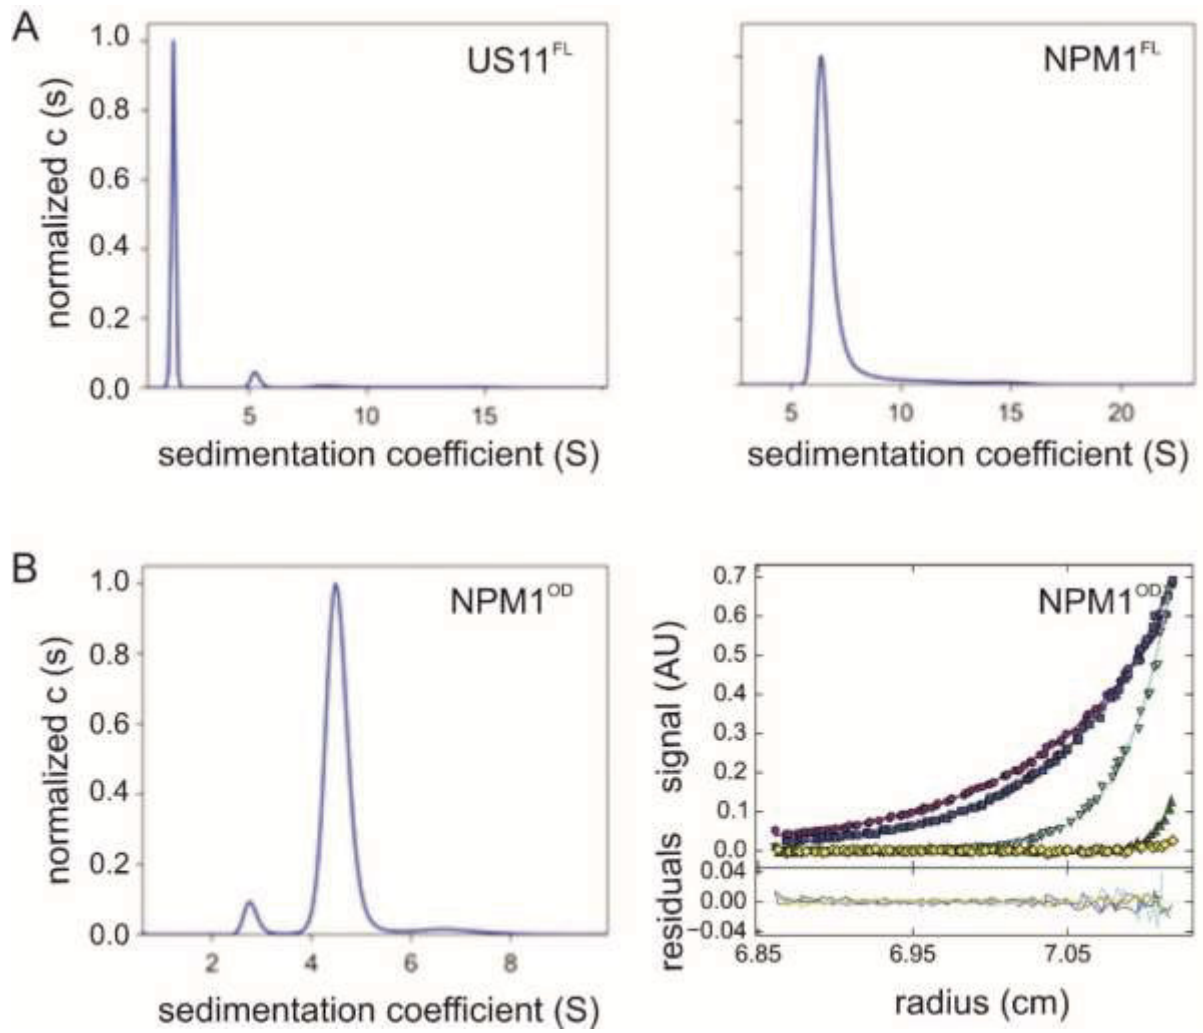 A
US11FL
normalized c (s)
1.0
0.8
0.6
0.4
0.2
0.0
5 10 15
sedimentation coefficient (S)
NPM1FL
5 10 15 20
sedimentation coefficient (S)
B
NPM1OD
normalized c (s)
1.0
0.8
0.6
0.4
0.2
0.0
2 4 6 8
sedimentation coefficient (S)
NPM1OD
signal (AU)
0.7
0.6
0.5
0.4
0.3
0.2
0.1
0.0
residuals
0.04
0.00
−0.04
6.85 6.95 7.05
radius (cm)